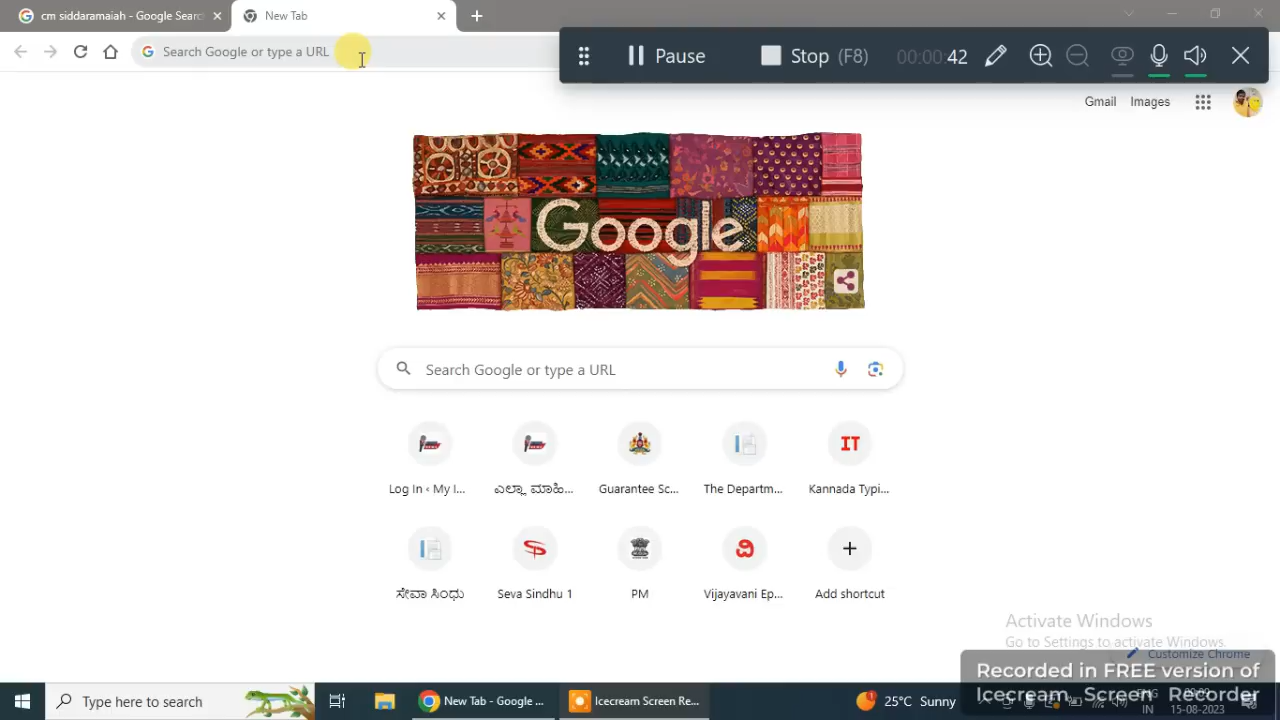 cm siddaramaiah - Google Sear
New Tab
Search Google or type a URL
Pause
Stop (F8)
00:00:42
Gmail
Images
Google
Search Google or type a URL
Log In ‹ My I...
ಎಲ್ಲಾ ಮಾಹಿ...
Guarantee Sc...
The Departm...
IT
Kannada Typi...
ಸೇವಾ ಸಿಂಧು
Seva Sindhu 1
PM
ವಿ
Vijayavani Ep...
Add shortcut
Activate Windows
Go to Settings to activate Windows.
Customize Chrome
Recorded in FREE version of
Icecream Screen Recorder
Type here to search
New Tab - Google ...
Icecream Screen Re...
1
25°C Sunny
ENG
IN
15-08-2023